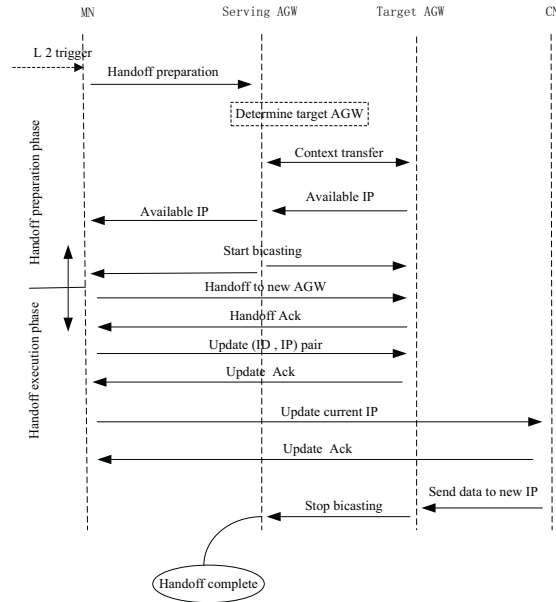 MN Serving AGW Target AGW CN
L 2 trigger
Handoff preparation
Determine target AGW
Context transfer
Available IP
Available IP
Start bicasting
Handoff to new AGW
Handoff Ack
Update (ID , IP) pair
Update Ack
Update current IP
Update Ack
Send data to new IP
Stop bicasting
Handoff complete
Handoff preparation phase
Handoff execution phase